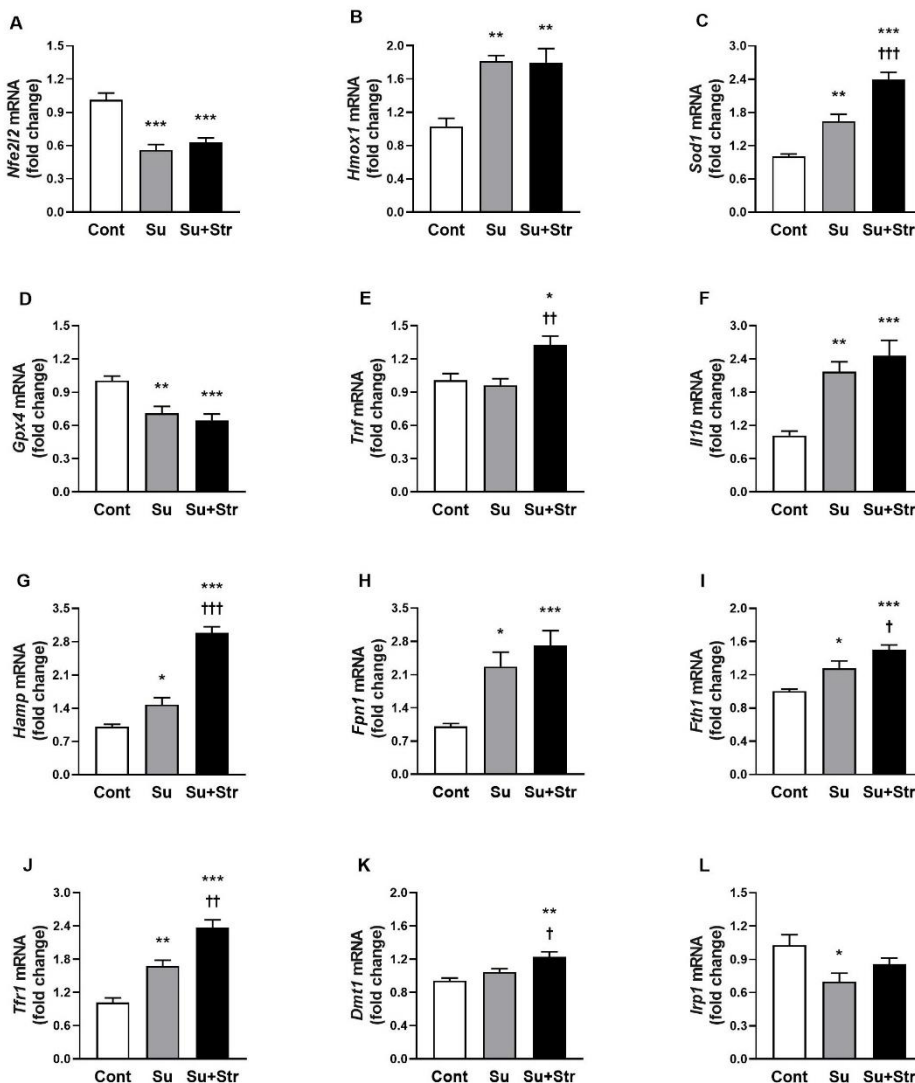 A
Nfe2l2 mRNA
(fold change)
1.5
1.2
0.9
0.6
0.3
0.0
***
***
Cont Su Su+Str
B
Hmox1 mRNA
(fold change)
2.0
1.6
1.2
0.8
0.4
0.0
**
**
Cont Su Su+Str
C
Sod1 mRNA
(fold change)
3.0
2.4
1.8
1.2
0.6
0.0
**
***
†††
Cont Su Su+Str
D
Gpx4 mRNA
(fold change)
1.5
1.2
0.9
0.6
0.3
0.0
**
***
Cont Su Su+Str
E
Tnf mRNA
(fold change)
1.5
1.2
0.9
0.6
0.3
0.0
*
††
Cont Su Su+Str
F
Il1b mRNA
(fold change)
3.0
2.4
1.8
1.2
0.6
0.0
**
***
Cont Su Su+Str
G
Hamp mRNA
(fold change)
3.5
2.8
2.1
1.4
0.7
0.0
*
***
†††
Cont Su Su+Str
H
Fpn1 mRNA
(fold change)
3.5
2.8
2.1
1.4
0.7
0.0
*
***
Cont Su Su+Str
I
Fth1 mRNA
(fold change)
2.0
1.6
1.2
0.8
0.4
0.0
*
***
†
Cont Su Su+Str
J
Tfr1 mRNA
(fold change)
3.0
2.4
1.8
1.2
0.6
0.0
**
***
††
Cont Su Su+Str
K
Dmt1 mRNA
(fold change)
2.0
1.6
1.2
0.8
0.4
0.0
**
†
Cont Su Su+Str
L
Irp1 mRNA
(fold change)
1.5
1.2
0.9
0.6
0.3
0.0
*
Cont Su Su+Str